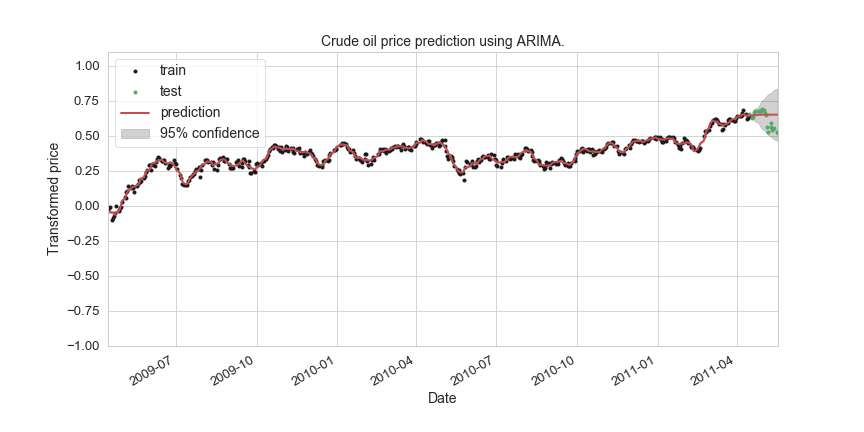 Crude oil price prediction using ARIMA.
1.00
0.75
0.50
0.25
0.00
−0.25
−0.50
−0.75
−1.00
Transformed price
train
test
prediction
95% confidence
2009-07
2009-10
2010-01
2010-04
2010-07
2010-10
2011-01
2011-04
Date